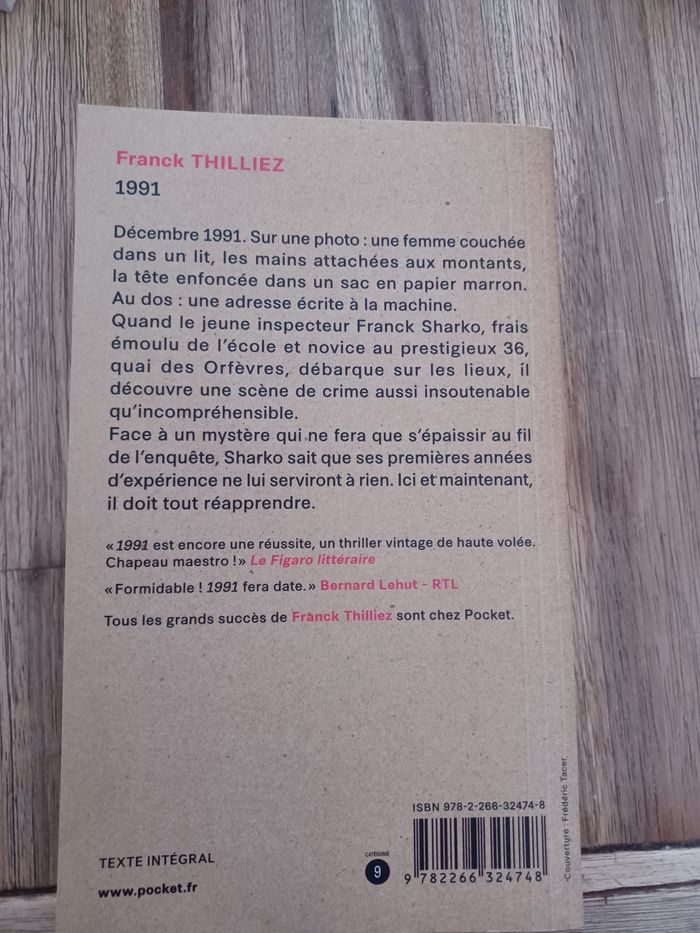 Franck THILLIEZ
1991
Décembre 1991. Sur une photo : une femme couchée
dans un lit, les mains attachées aux montants,
la tête enfoncée dans un sac en papier marron.
Au dos : une adresse écrite à la machine.
Quand le jeune inspecteur Franck Sharko, frais
émoulu de l'école et novice au prestigieux 36,
quai des Orfèvres, débarque sur les lieux, il
découvre une scène de crime aussi insoutenable
qu'incompréhensible.
Face à un mystère qui ne fera que s'épaissir au fil
de l'enquête, Sharko sait que ses premières années
d'expérience ne lui serviront à rien. Ici et maintenant,
il doit tout réapprendre.
« 1991 est encore une réussite, un thriller vintage de haute volée.
Chapeau maestro ! » Le Figaro littéraire
« Formidable ! 1991 fera date. » Bernard Lehut - RTL
Tous les grands succès de Franck Thilliez sont chez Pocket.
ISBN 978-2-266-32474-8
TEXTE INTÉGRAL
www.pocket.fr
CATÉGORIE
9
9 782266 324748
Couverture : Frédéric Tacer